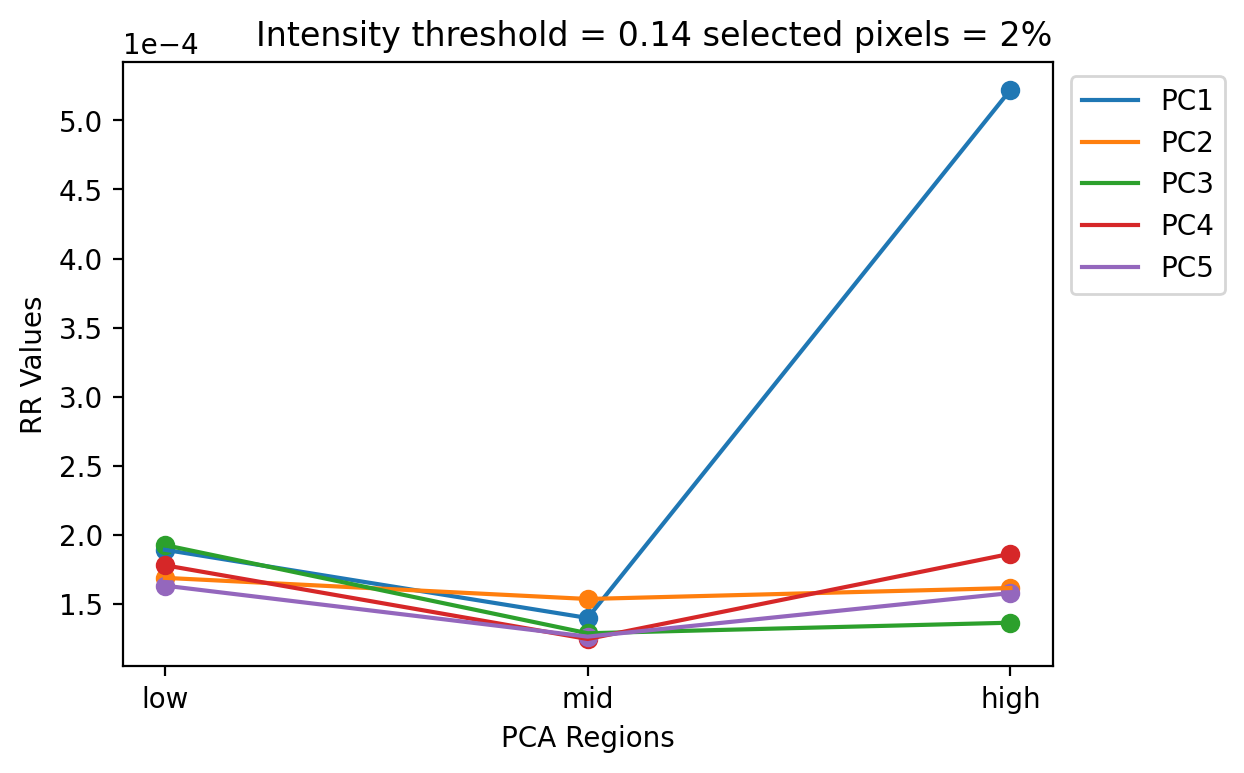 Intensity threshold = 0.14 selected pixels = 2%
1e−4
5.0
4.5
4.0
3.5
3.0
2.5
2.0
1.5
RR Values
low mid high
PCA Regions
PC1
PC2
PC3
PC4
PC5